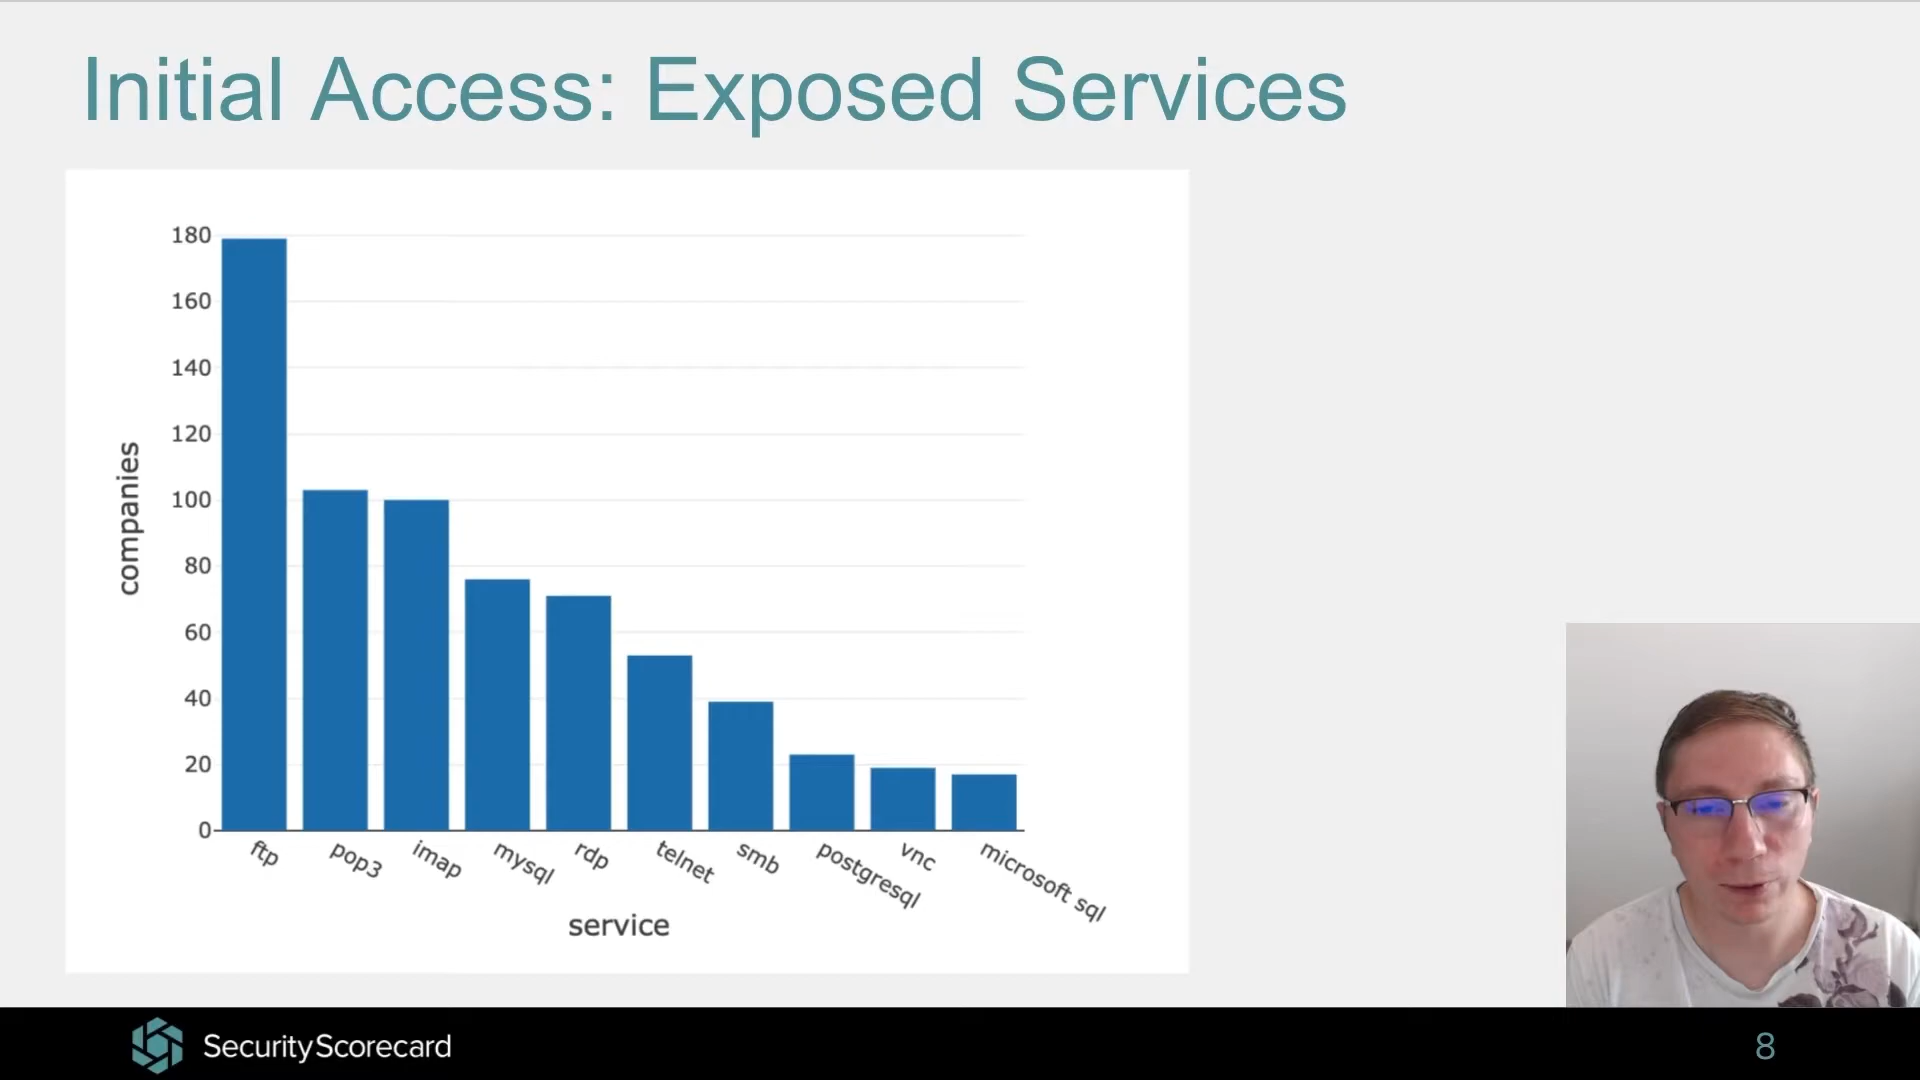 Initial Access: Exposed Services
180
160
140
120
100
80
60
40
20
0
companies
ftp
pop3
imap
mysql
rdp
telnet
smb
postgresql
vnc
microsoft sql
service
SecurityScorecard
8